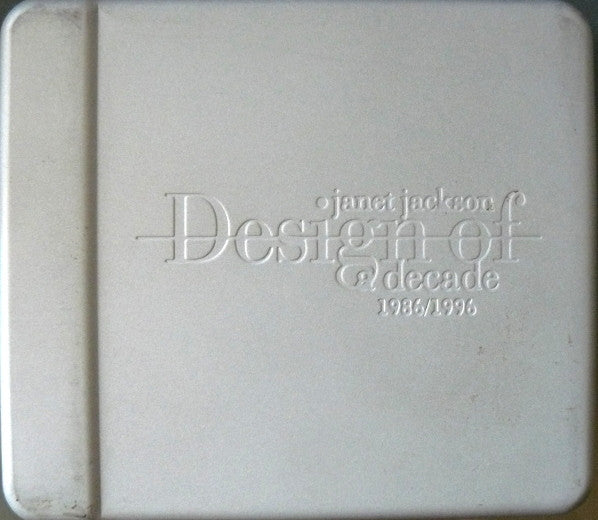 janet jackson
Design of
a decade
1986/1996